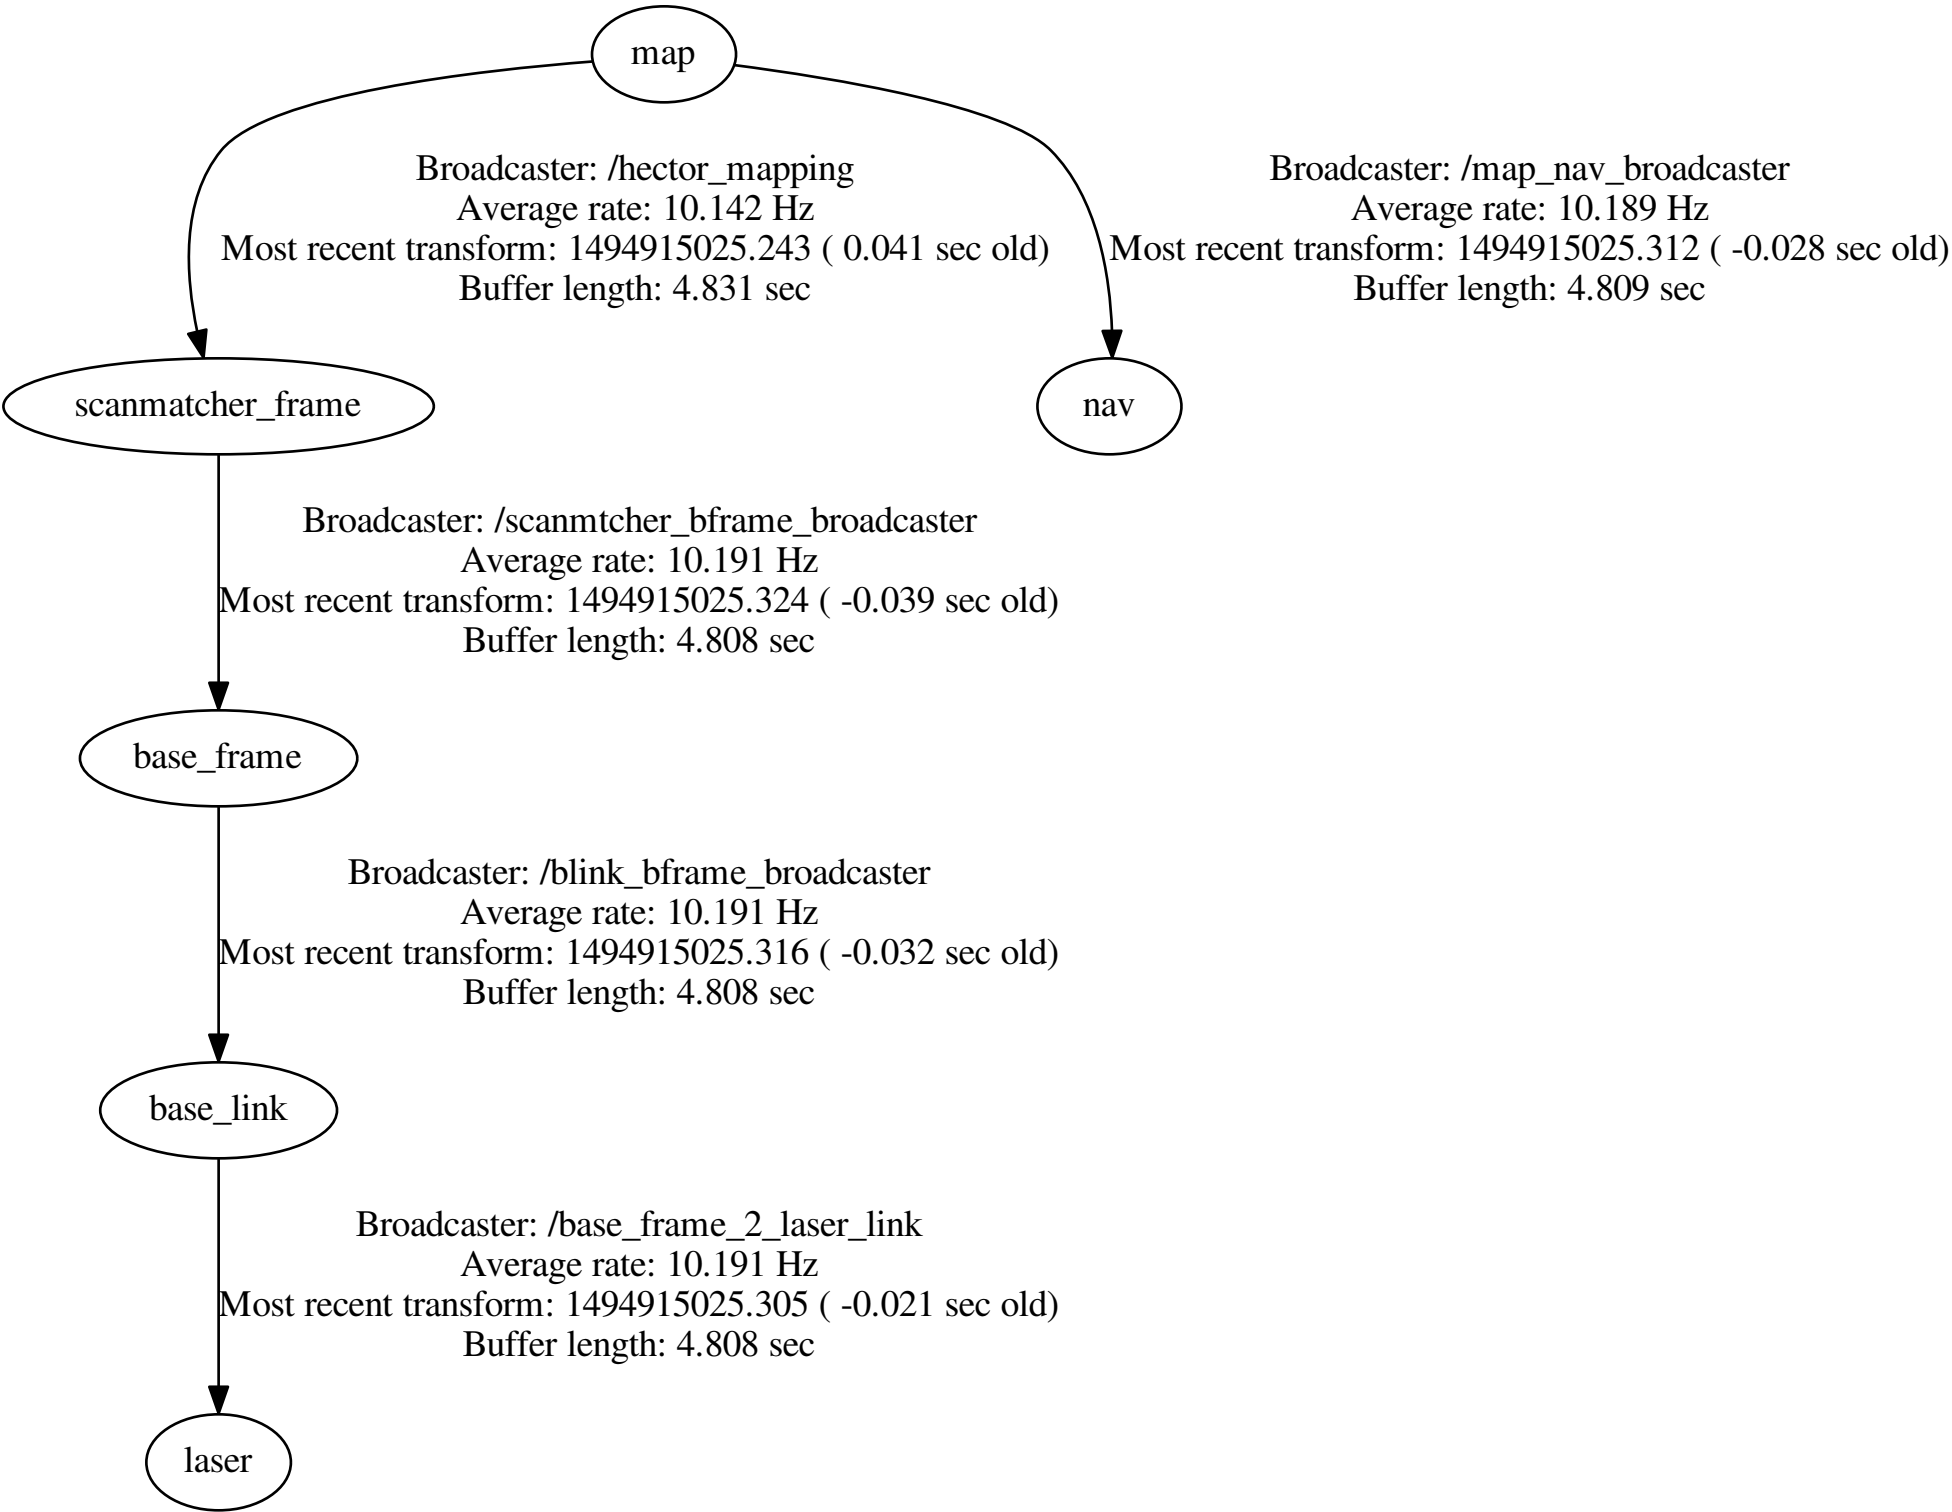 map
Broadcaster: /hector_mapping
Average rate: 10.142 Hz
Most recent transform: 1494915025.243 ( 0.041 sec old)
Buffer length: 4.831 sec
Broadcaster: /map_nav_broadcaster
Average rate: 10.189 Hz
Most recent transform: 1494915025.312 ( -0.028 sec old)
Buffer length: 4.809 sec
scanmatcher_frame
nav
Broadcaster: /scanmtcher_bframe_broadcaster
Average rate: 10.191 Hz
Most recent transform: 1494915025.324 ( -0.039 sec old)
Buffer length: 4.808 sec
base_frame
Broadcaster: /blink_bframe_broadcaster
Average rate: 10.191 Hz
Most recent transform: 1494915025.316 ( -0.032 sec old)
Buffer length: 4.808 sec
base_link
Broadcaster: /base_frame_2_laser_link
Average rate: 10.191 Hz
Most recent transform: 1494915025.305 ( -0.021 sec old)
Buffer length: 4.808 sec
laser